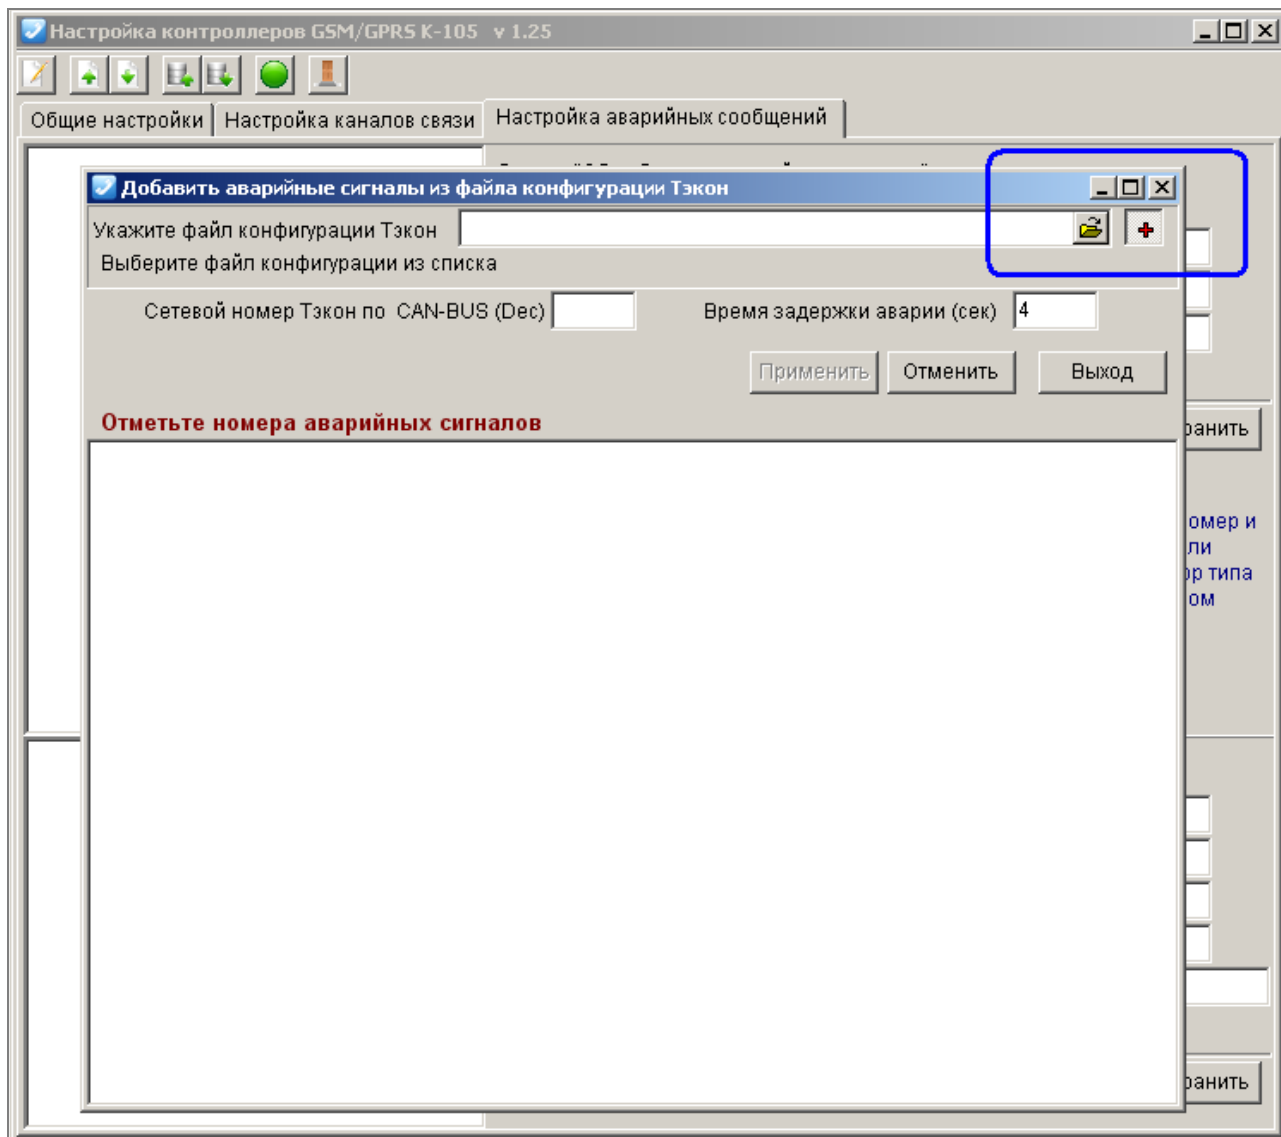 Настройка контроллеров GSM/GPRS K-105 v 1.25
Общие настройки Настройка каналов связи Настройка аварийных сообщений
Добавить аварийные сигналы из файла конфигурации Тэкон
Укажите файл конфигурации Тэкон
Выберите файл конфигурации из списка
Сетевой номер Тэкон по CAN-BUS (Dec) Время задержки аварии (сек) 4
Применить Отменить Выход
Отметьте номера аварийных сигналов
ранить
омер и
ли
ор типа
ом
ранить